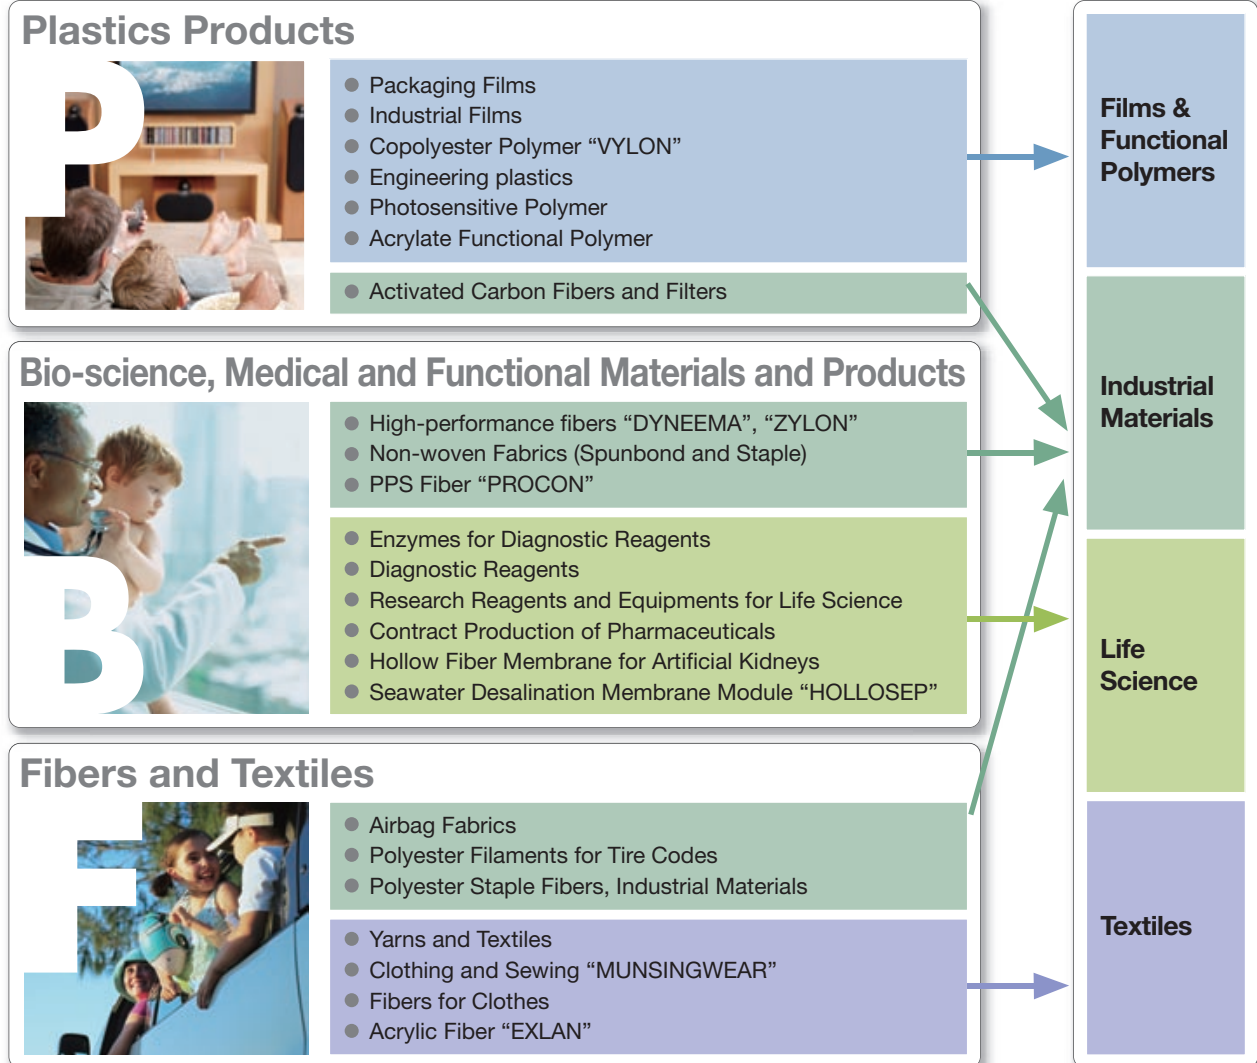 Plastics Products
P
● Packaging Films
● Industrial Films
● Copolyester Polymer “VYLON”
● Engineering plastics
● Photosensitive Polymer
● Acrylate Functional Polymer
● Activated Carbon Fibers and Filters
Bio-science, Medical and Functional Materials and Products
B
● High-performance fibers “DYNEEMA”, “ZYLON”
● Non-woven Fabrics (Spunbond and Staple)
● PPS Fiber “PROCON”
● Enzymes for Diagnostic Reagents
● Diagnostic Reagents
● Research Reagents and Equipments for Life Science
● Contract Production of Pharmaceuticals
● Hollow Fiber Membrane for Artificial Kidneys
● Seawater Desalination Membrane Module “HOLLOSEP”
Fibers and Textiles
F
● Airbag Fabrics
● Polyester Filaments for Tire Codes
● Polyester Staple Fibers, Industrial Materials
● Yarns and Textiles
● Clothing and Sewing “MUNSINGWEAR”
● Fibers for Clothes
● Acrylic Fiber “EXLAN”
Films &
Functional
Polymers
Industrial
Materials
Life
Science
Textiles